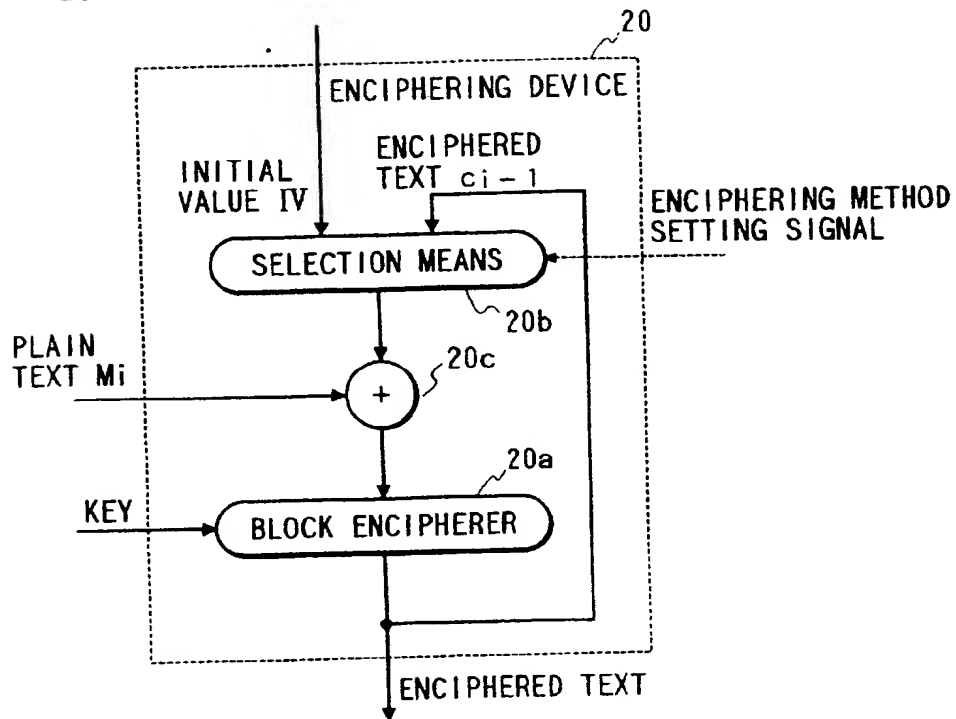 20
ENCIPHERING DEVICE
ENCIPHERED
TEXT ci-1
INITIAL
VALUE IV
ENCIPHERING METHOD
SETTING SIGNAL
SELECTION MEANS
20b
PLAIN
TEXT Mi
20c
+
20a
KEY
BLOCK ENCIPHERER
ENCIPHERED TEXT